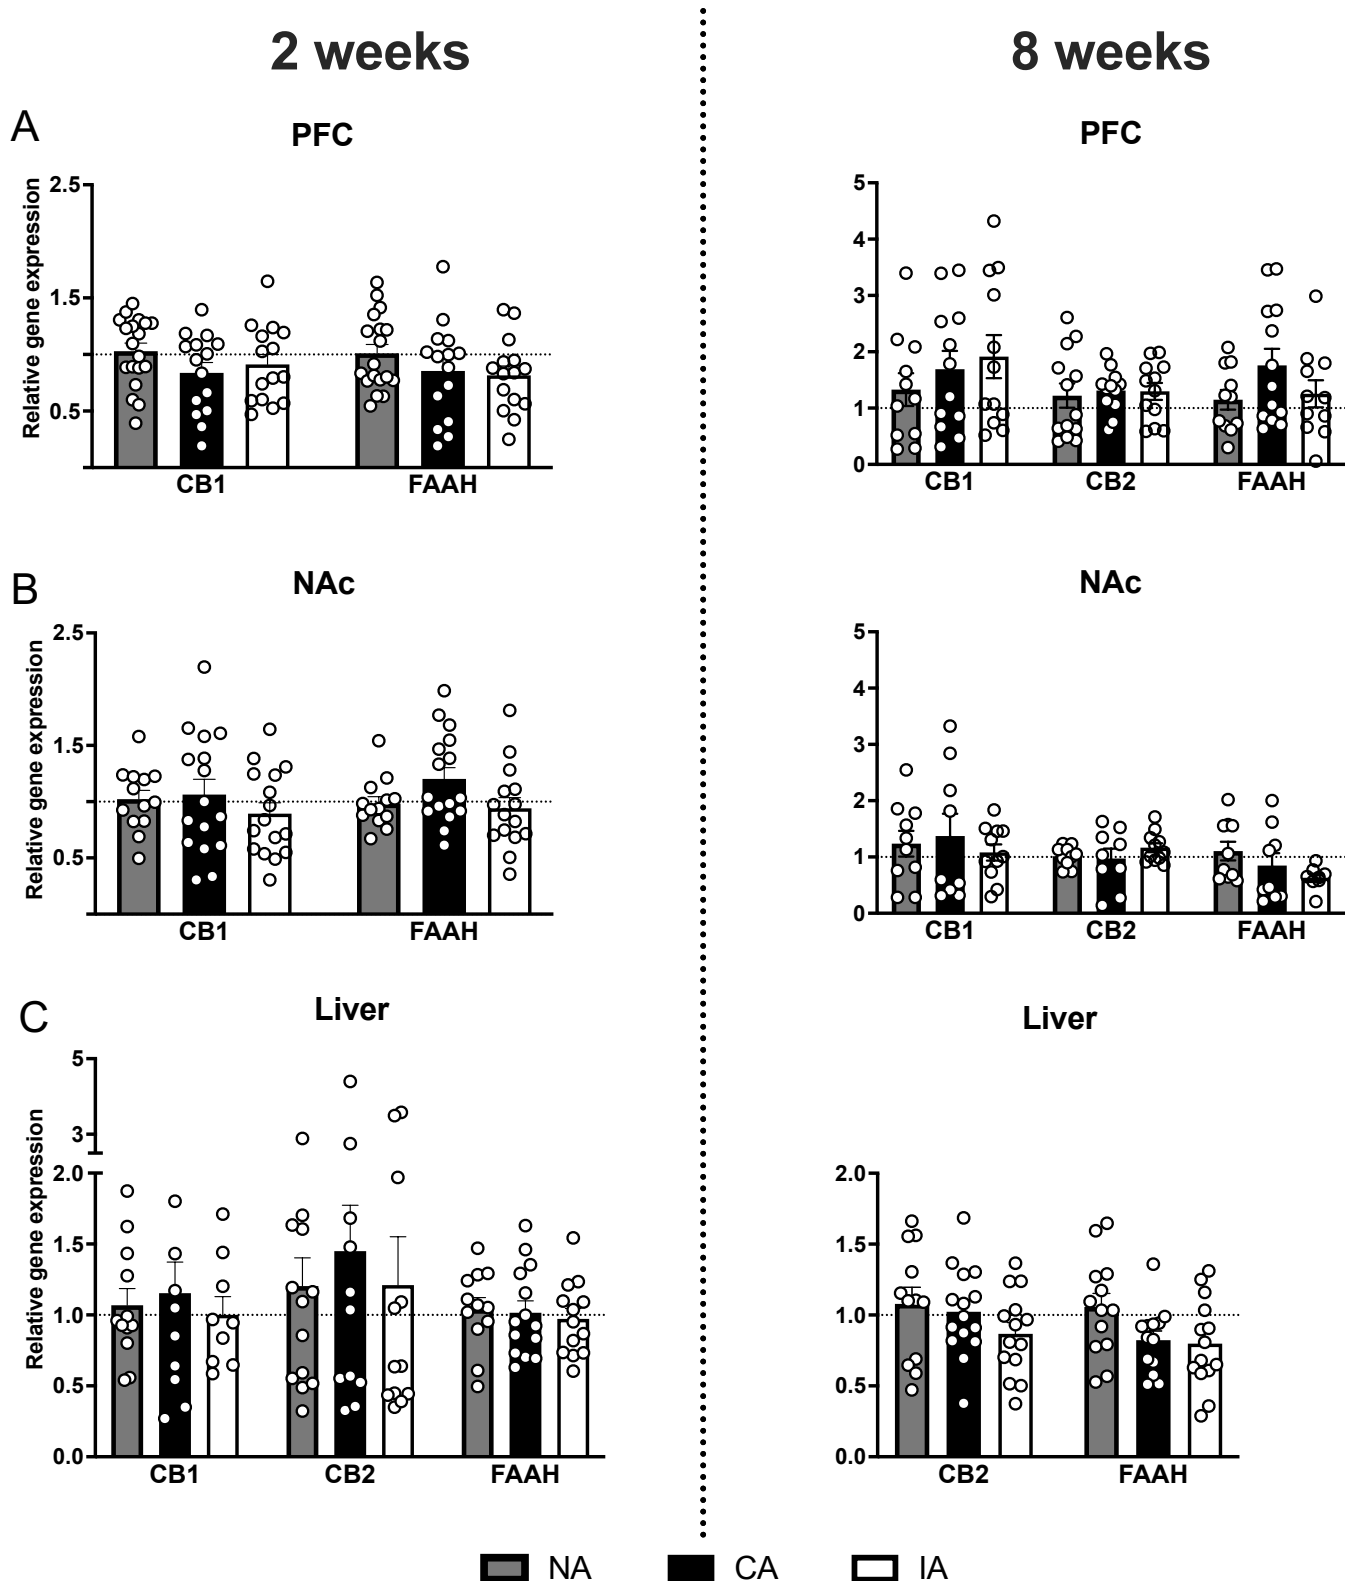 2 weeks
8 weeks
A
PFC
PFC
Relative gene expression
2.5
1.5
0.5
CB1
FAAH
5
4
3
2
1
0
CB1
CB2
FAAH
B
NAc
NAc
Relative gene expression
2.5
1.5
0.5
CB1
FAAH
5
4
3
2
1
0
CB1
CB2
FAAH
C
Liver
Liver
Relative gene expression
5
3
2.0
1.5
1.0
0.5
0.0
CB1
CB2
FAAH
2.0
1.5
1.0
0.5
0.0
CB2
FAAH
NA
CA
IA